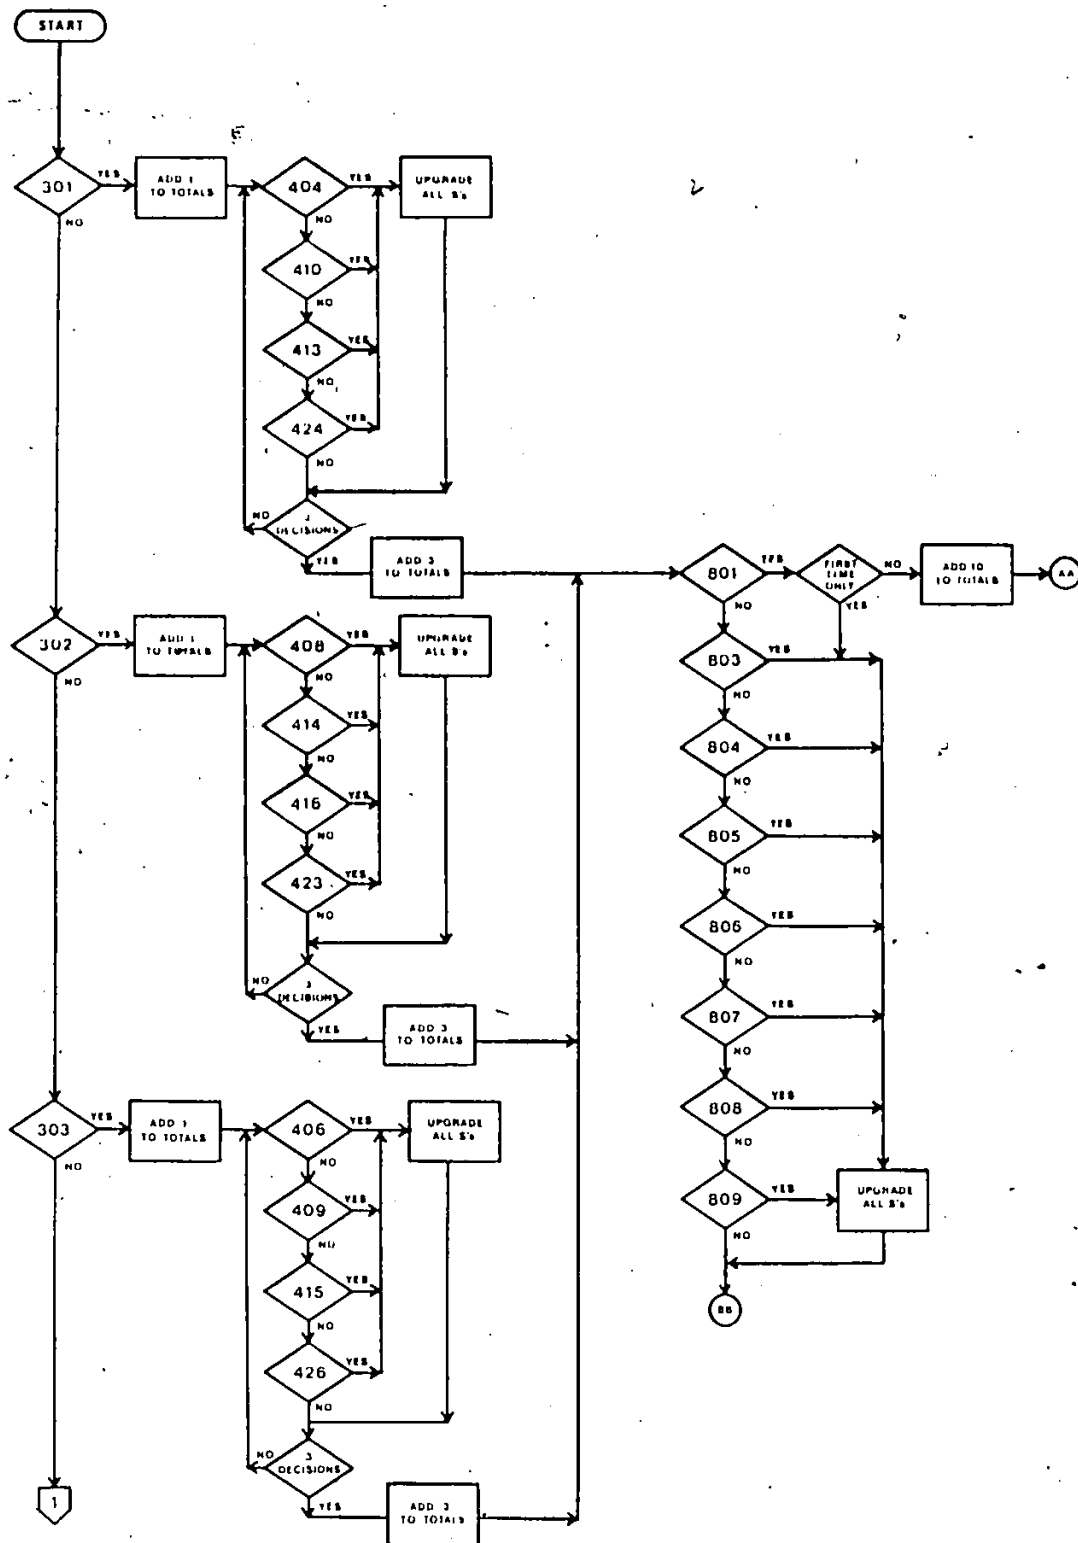 START
301
YES
NO
ADD 1
TO TOTALS
404
YES
NO
UPGRADE
ALL S's
410
YES
NO
413
YES
NO
424
YES
NO
3
DECISIONS
NO
YES
ADD 3
TO TOTALS
302
YES
NO
ADD 1
TO TOTALS
408
YES
NO
UPGRADE
ALL S's
414
YES
NO
416
YES
NO
423
YES
NO
3
DECISIONS
NO
YES
ADD 3
TO TOTALS
303
YES
NO
ADD 1
TO TOTALS
406
YES
NO
UPGRADE
ALL S's
409
YES
NO
415
YES
NO
426
YES
NO
3
DECISIONS
NO
YES
ADD 3
TO TOTALS
1
801
YES
NO
FIRST
TIME
ONLY
NO
YES
ADD 10
TO TOTALS
AA
803
YES
NO
804
YES
NO
805
YES
NO
806
YES
NO
807
YES
NO
808
YES
NO
809
YES
NO
UPGRADE
ALL S's
BB